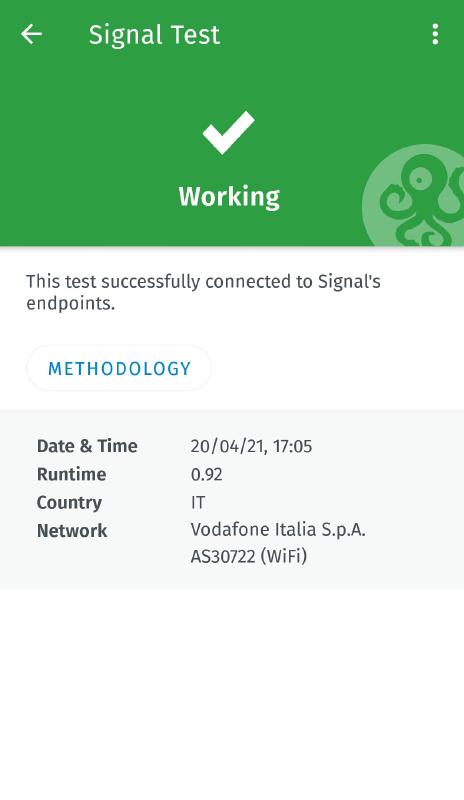 Signal Test
Working
This test successfully connected to Signal's
endpoints.
METHODOLOGY
Date & Time 20/04/21, 17:05
Runtime 0.92
Country IT
Network Vodafone Italia S.p.A.
AS30722 (WiFi)